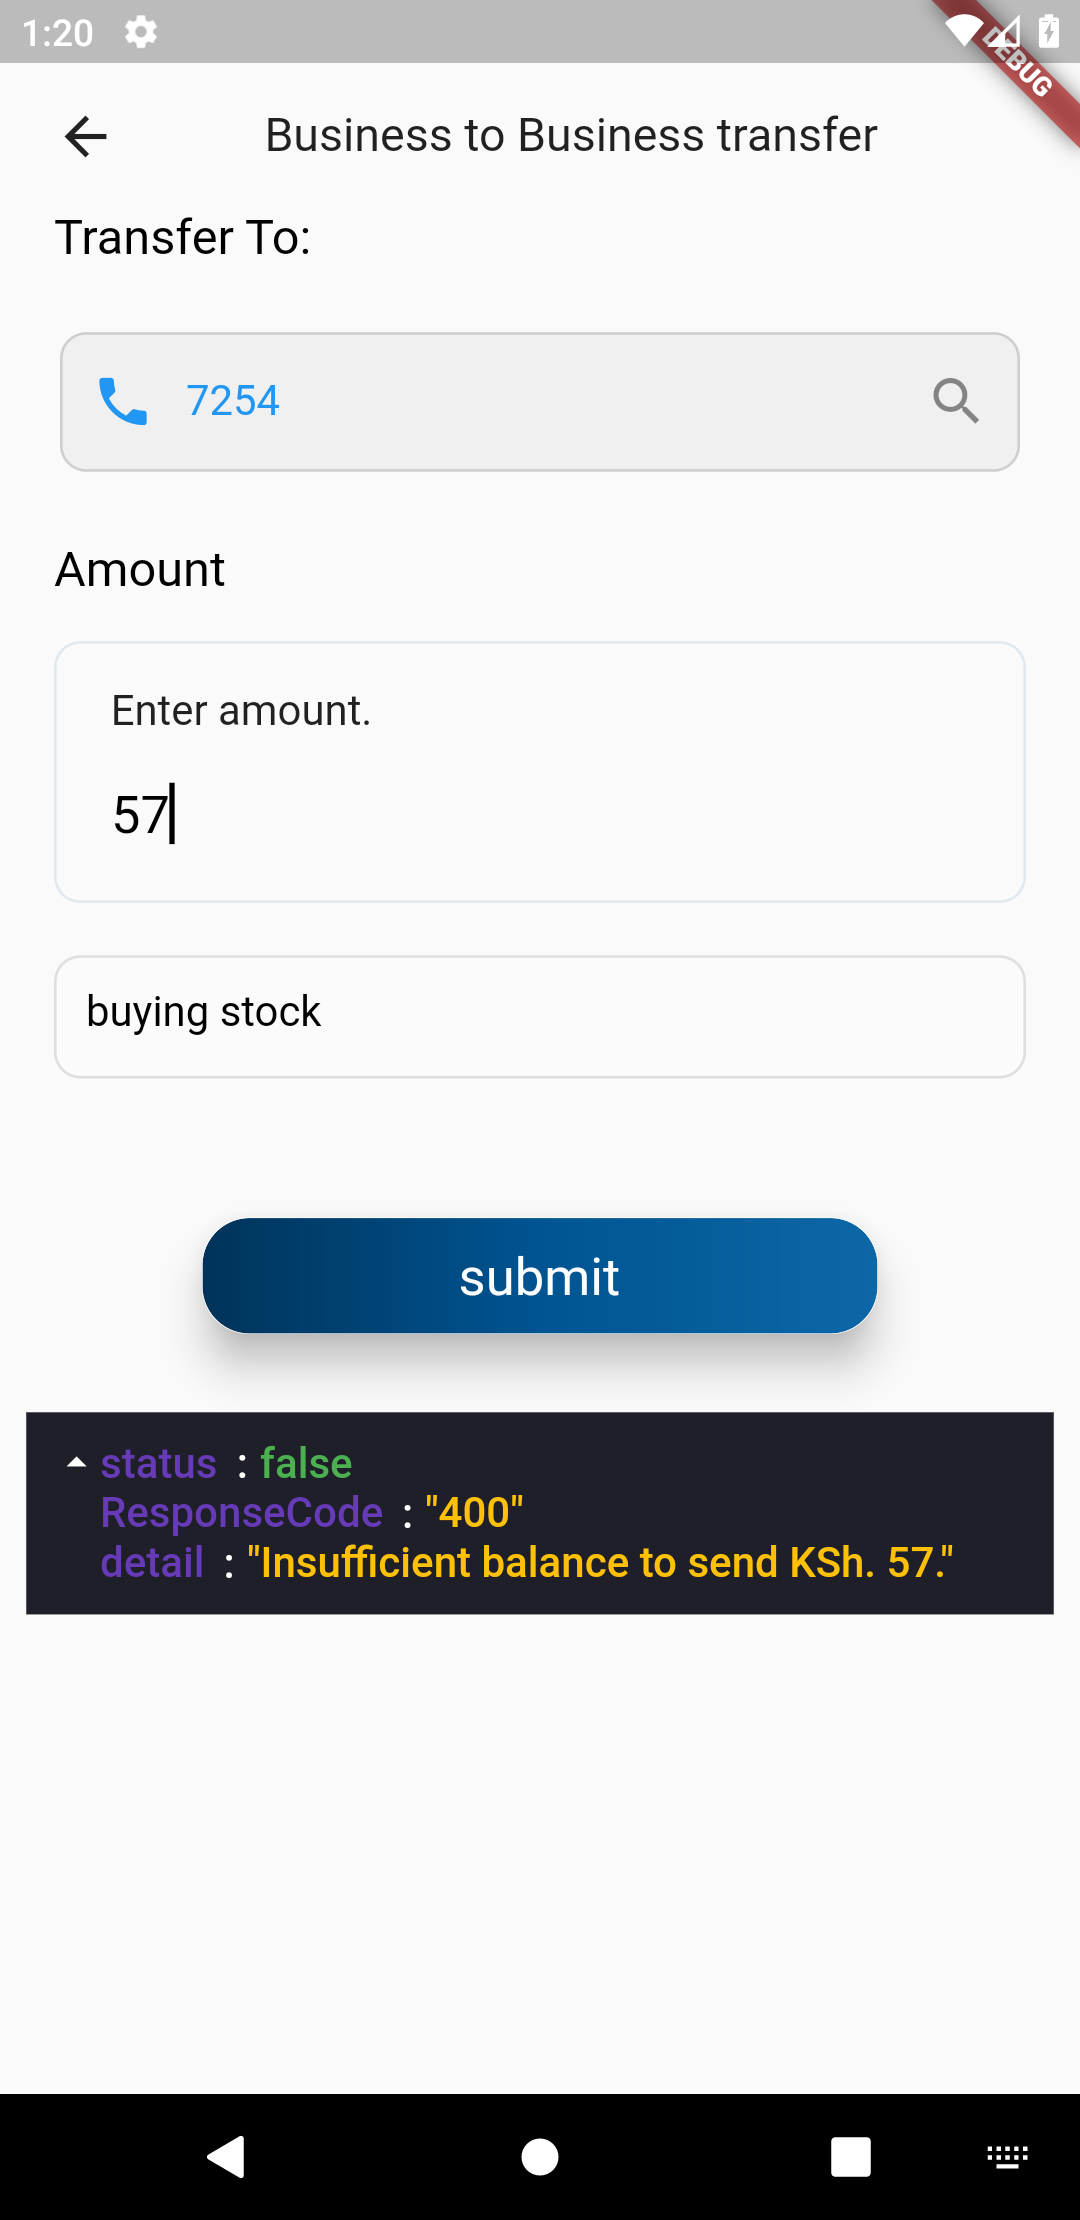 1:20
DEBUG
Business to Business transfer
Transfer To:
7254
Amount
Enter amount.
57
buying stock
submit
status : false
ResponseCode : "400"
detail : "Insufficient balance to send KSh. 57."